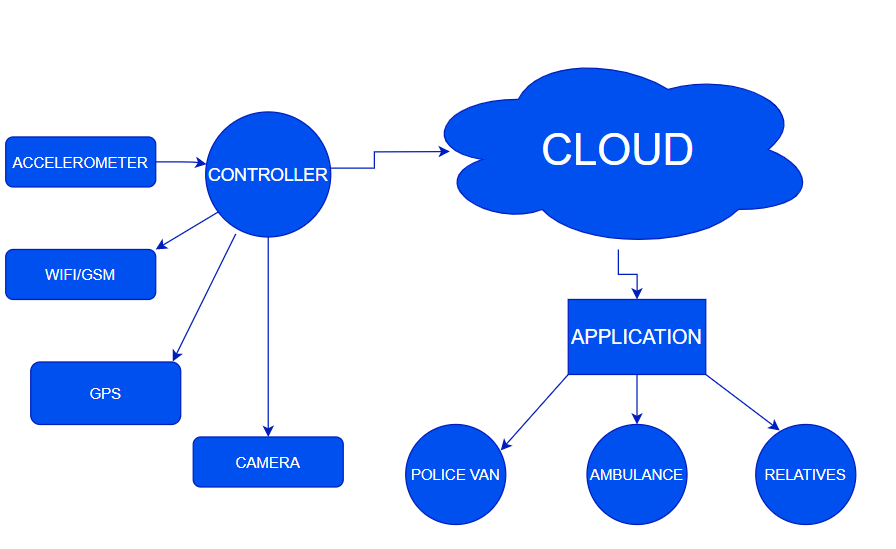 ACCELEROMETER
CONTROLLER
CLOUD
WIFI/GSM
APPLICATION
GPS
CAMERA
POLICE VAN
AMBULANCE
RELATIVES